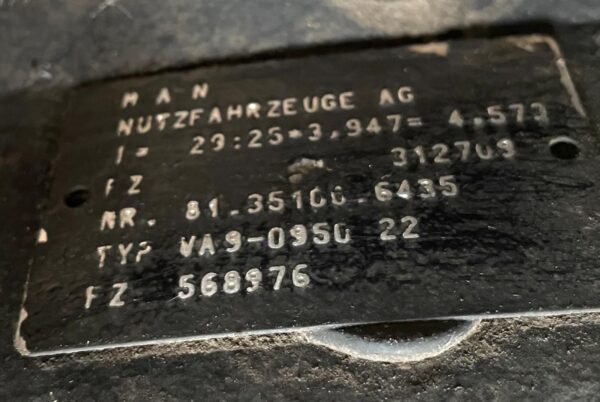 MAN
NUTZFAHRZEUGE AG
I= 29:25*3,947= 4.579
FZ 312709
NR. 81.35100.6435
TYP VA9-0950 22
FZ 568976